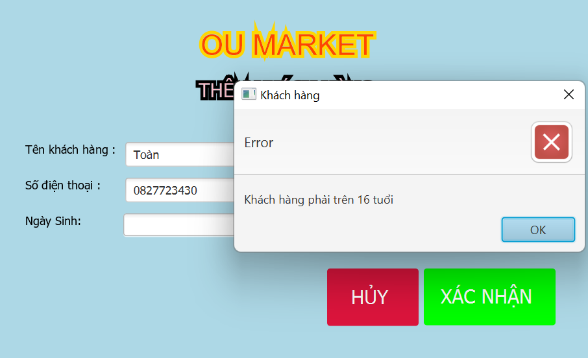 OU MARKET
THÊ
Khách hàng
Error
Tên khách hàng :
Toàn
Số điện thoại :
0827723430
Khách hàng phải trên 16 tuổi
Ngày Sinh:
OK
HỦY
XÁC NHẬN